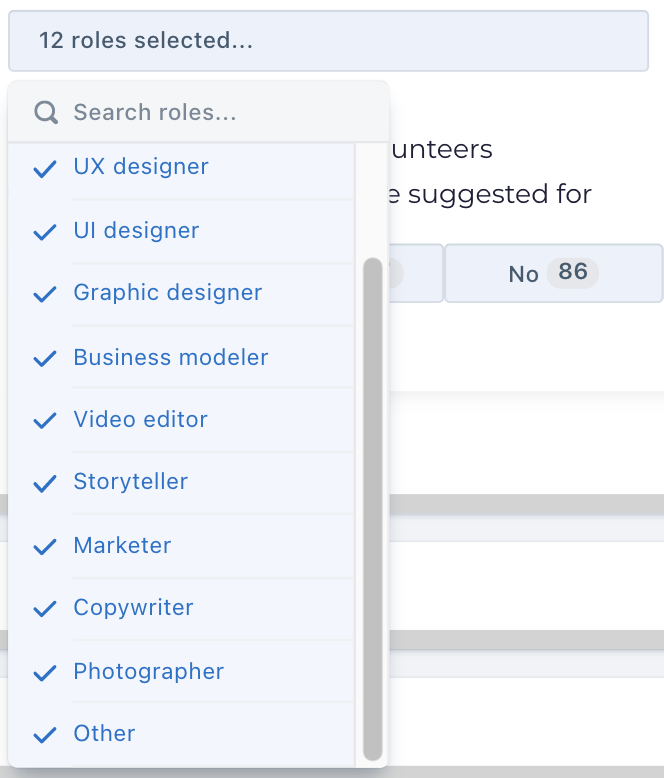 12 roles selected...
Search roles...
UX designer
UI designer
Graphic designer
Business modeler
Video editor
Storyteller
Marketer
Copywriter
Photographer
Other
unteers
e suggested for
No 86